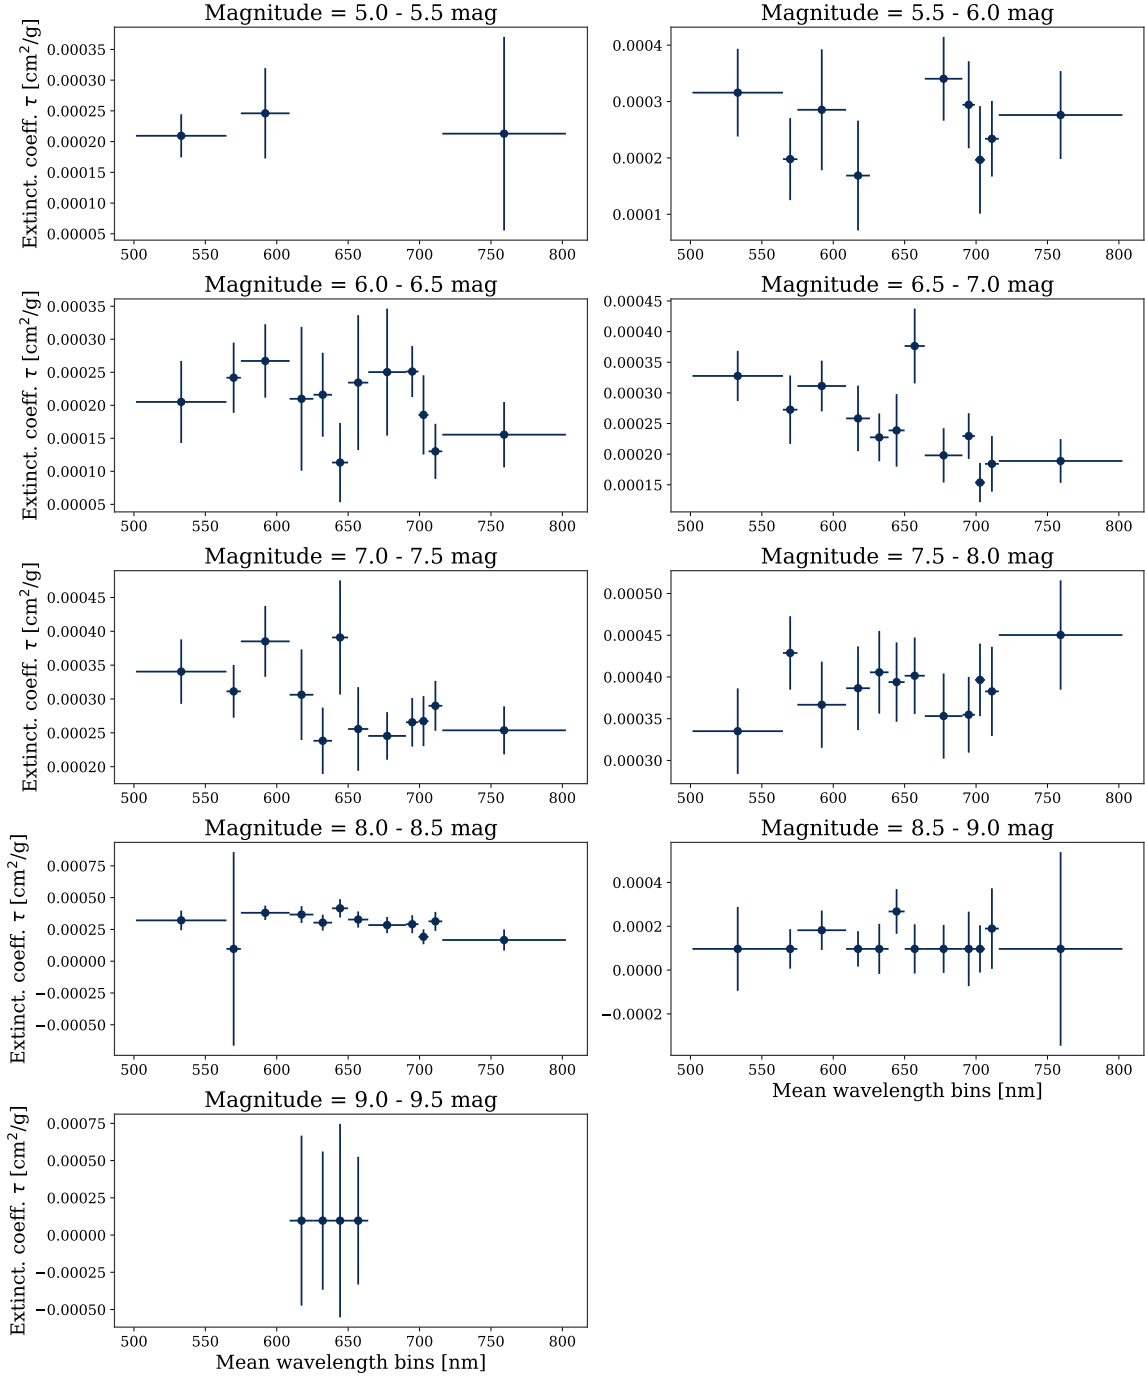 Magnitude = 5.0 - 5.5 mag
Extinct. coeff. τ [cm²/g]
0.00035
0.00030
0.00025
0.00020
0.00015
0.00010
0.00005
500 550 600 650 700 750 800
Magnitude = 5.5 - 6.0 mag
0.0004
0.0003
0.0002
0.0001
500 550 600 650 700 750 800
Magnitude = 6.0 - 6.5 mag
Extinct. coeff. τ [cm²/g]
0.00035
0.00030
0.00025
0.00020
0.00015
0.00010
0.00005
500 550 600 650 700 750 800
Magnitude = 6.5 - 7.0 mag
0.00045
0.00040
0.00035
0.00030
0.00025
0.00020
0.00015
500 550 600 650 700 750 800
Magnitude = 7.0 - 7.5 mag
Extinct. coeff. τ [cm²/g]
0.00045
0.00040
0.00035
0.00030
0.00025
0.00020
500 550 600 650 700 750 800
Magnitude = 7.5 - 8.0 mag
0.00050
0.00045
0.00040
0.00035
0.00030
500 550 600 650 700 750 800
Magnitude = 8.0 - 8.5 mag
Extinct. coeff. τ [cm²/g]
0.00075
0.00050
0.00025
0.00000
−0.00025
−0.00050
500 550 600 650 700 750 800
Magnitude = 8.5 - 9.0 mag
0.0004
0.0002
0.0000
−0.0002
500 550 600 650 700 750 800
Mean wavelength bins [nm]
Magnitude = 9.0 - 9.5 mag
Extinct. coeff. τ [cm²/g]
0.00075
0.00050
0.00025
0.00000
−0.00025
−0.00050
500 550 600 650 700 750 800
Mean wavelength bins [nm]